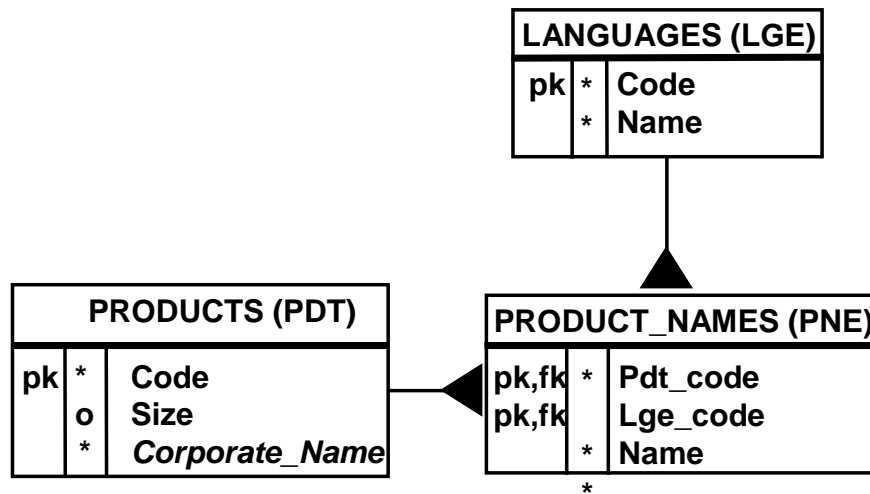 LANGUAGES (LGE)
pk * Code
* Name
PRODUCTS (PDT)
pk * Code
o Size
* Corporate_Name
PRODUCT_NAMES (PNE)
pk,fk * Pdt_code
pk,fk Lge_code
* Name
*